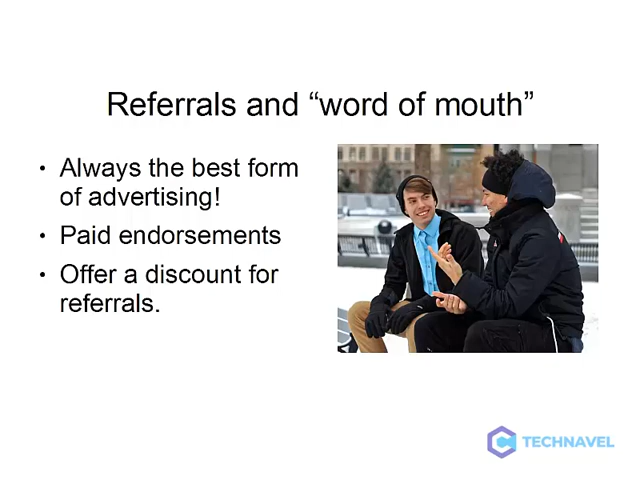 Referrals and “word of mouth”
• Always the best form
of advertising!
• Paid endorsements
• Offer a discount for
referrals.
TECHNAVEL